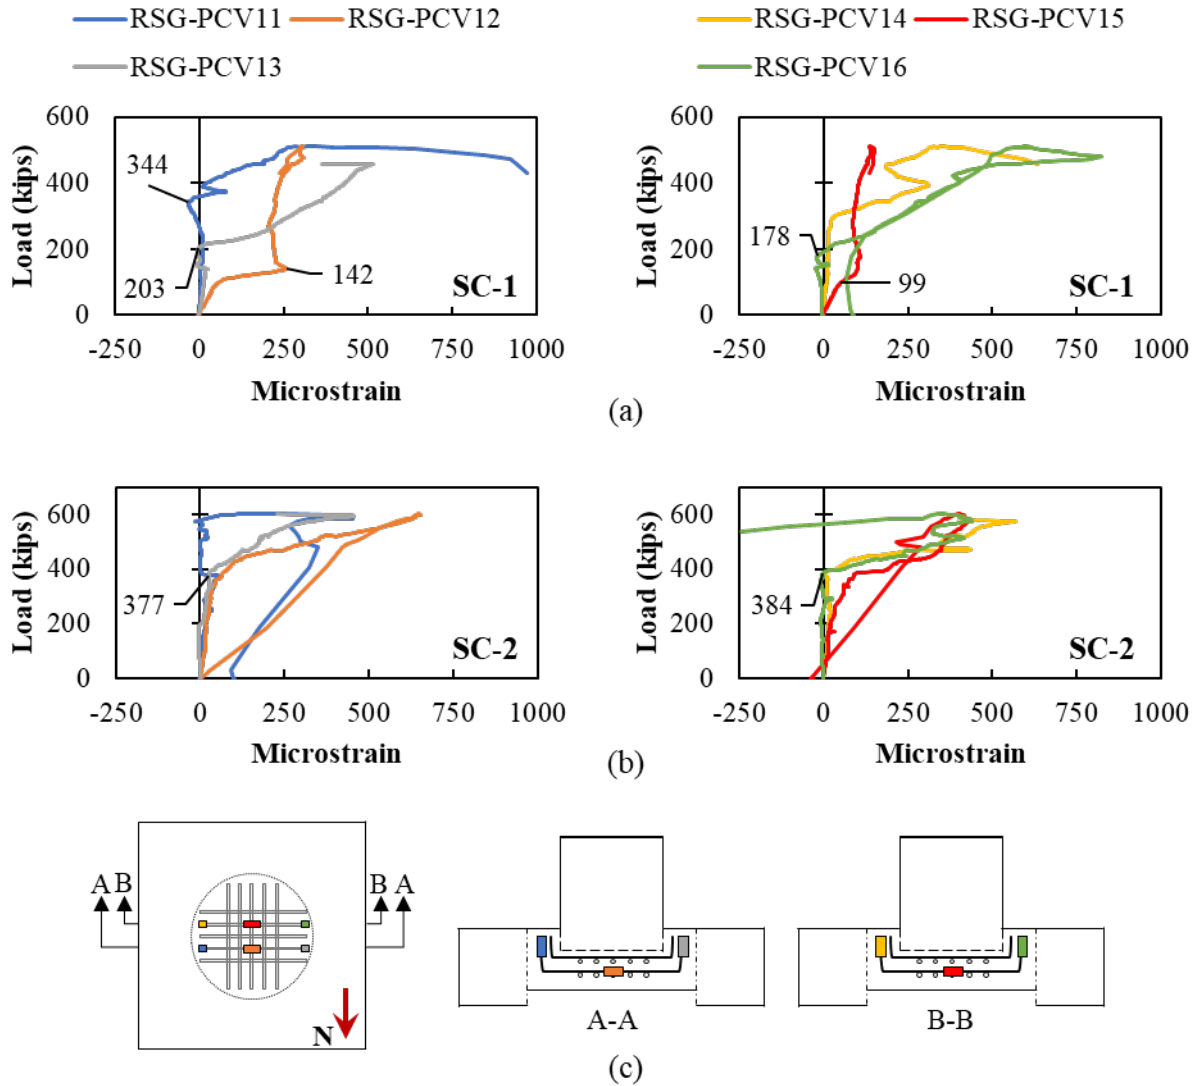 RSG-PCV11 RSG-PCV12
RSG-PCV13
RSG-PCV14 RSG-PCV15
RSG-PCV16
Load (kips)
600
400
200
0
344
203
142
SC-1
-250 0 250 500 750 1000
Microstrain
Load (kips)
600
400
200
0
178
99
SC-1
-250 0 250 500 750 1000
Microstrain
(a)
Load (kips)
600
400
200
0
377
SC-2
-250 0 250 500 750 1000
Microstrain
Load (kips)
600
400
200
0
384
SC-2
-250 0 250 500 750 1000
Microstrain
(b)
A B B A
N
A-A
B-B
(c)